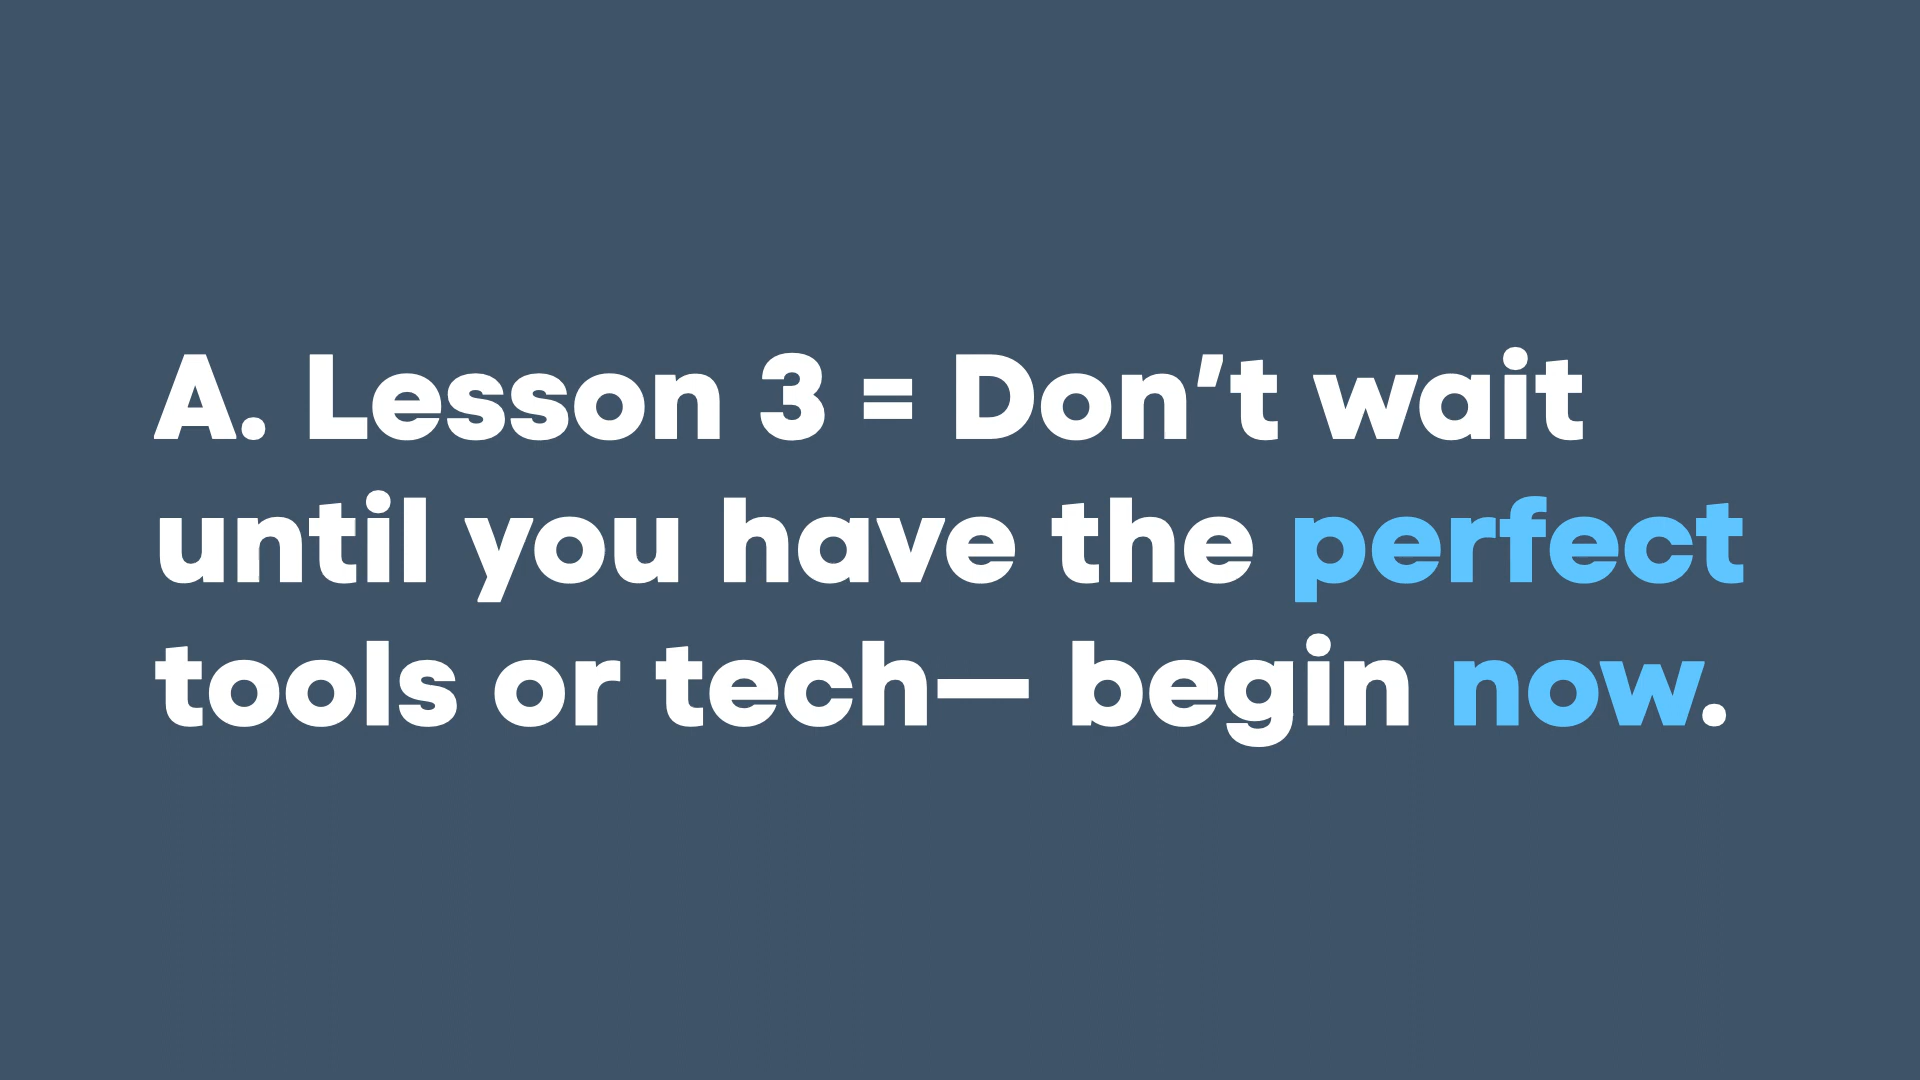 A. Lesson 3 = Don’t wait
until you have the perfect
tools or tech— begin now.